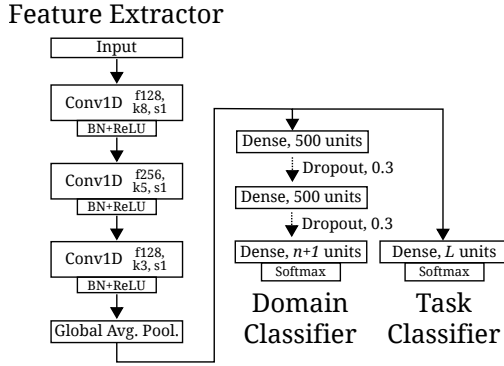 Feature Extractor
Input
Conv1D f128, k8, s1
BN+ReLU
Conv1D f256, k5, s1
BN+ReLU
Conv1D f128, k3, s1
BN+ReLU
Global Avg. Pool.
Dense, 500 units
Dropout, 0.3
Dense, 500 units
Dropout, 0.3
Dense, n+1 units
Softmax
Domain
Classifier
Dense, L units
Softmax
Task
Classifier